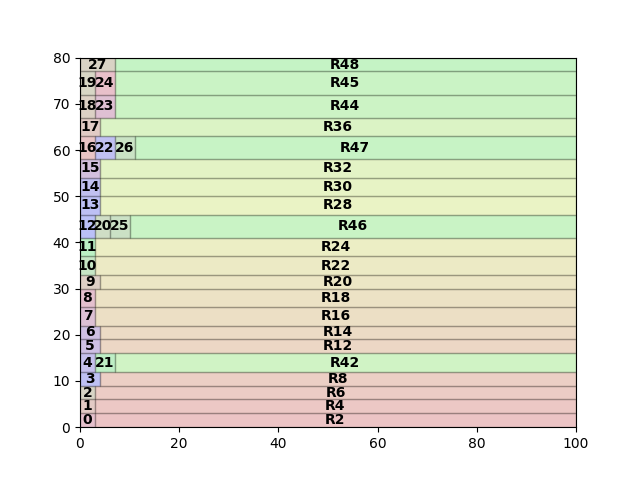 80
27 R48
19 24 R45
70
18 23 R44
17 R36
60
16 22 26 R47
15 R32
14 R30
50
13 R28
12 20 25 R46
40
11 R24
10 R22
30
9 R20
8 R18
7 R16
20
6 R14
5 R12
4 21 R42
10
3 R8
2 R6
1 R4
0
0 R2
0 20 40 60 80 100